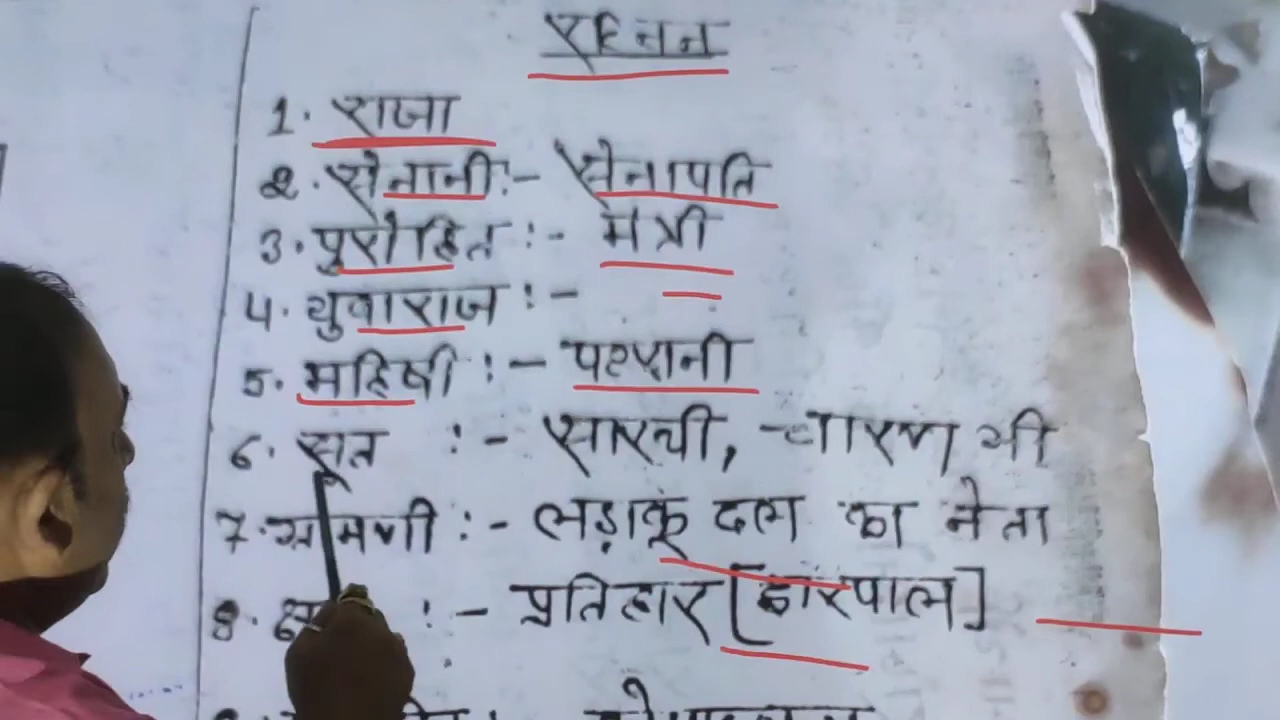 रत्निन
1. राजा
2. सेनानी:- सेनापति
3. पुरोहित :- मंत्री
4. युवाराज :-
5. महिषी :- पटरानी
6. सूत :- सारथी, चारण भी
7. ग्रामणी :- लड़ाकू दल का नेता
8. :- प्रतिहार [द्वारपाल]